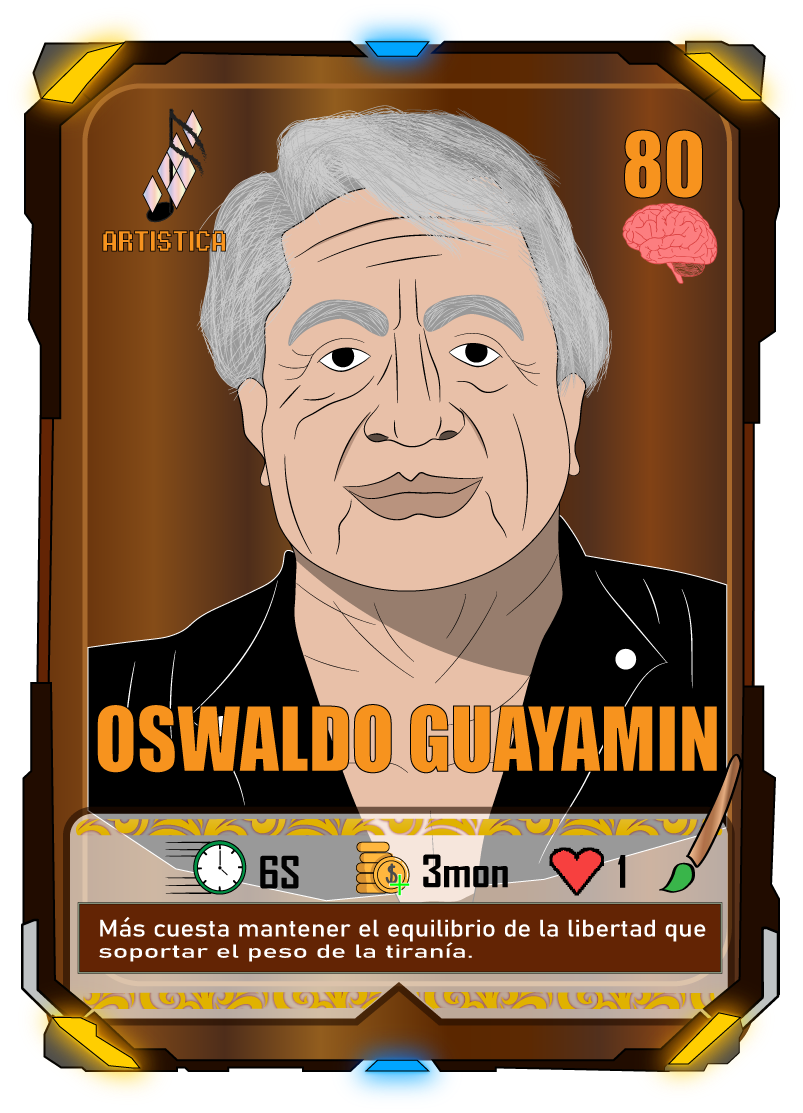 80
ARTISTICA
OSWALDO GUAYAMIN
6S 3mon 1
Más cuesta mantener el equilibrio de la libertad que
soportar el peso de la tiranía.